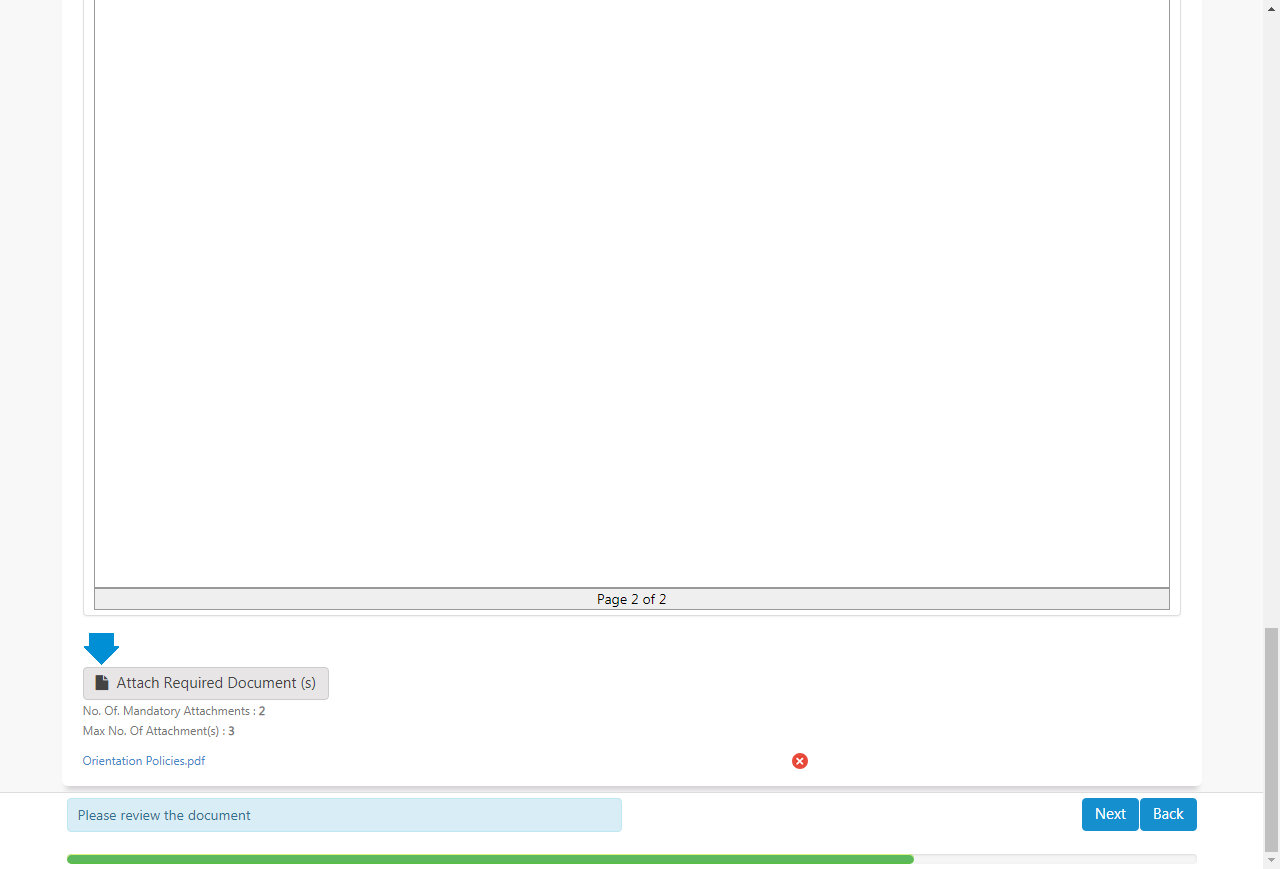 Page 2 of 2
Attach Required Document (s)
No. Of. Mandatory Attachments : 2
Max No. Of Attachment(s) : 3
Orientation Policies.pdf
Please review the document
Next
Back